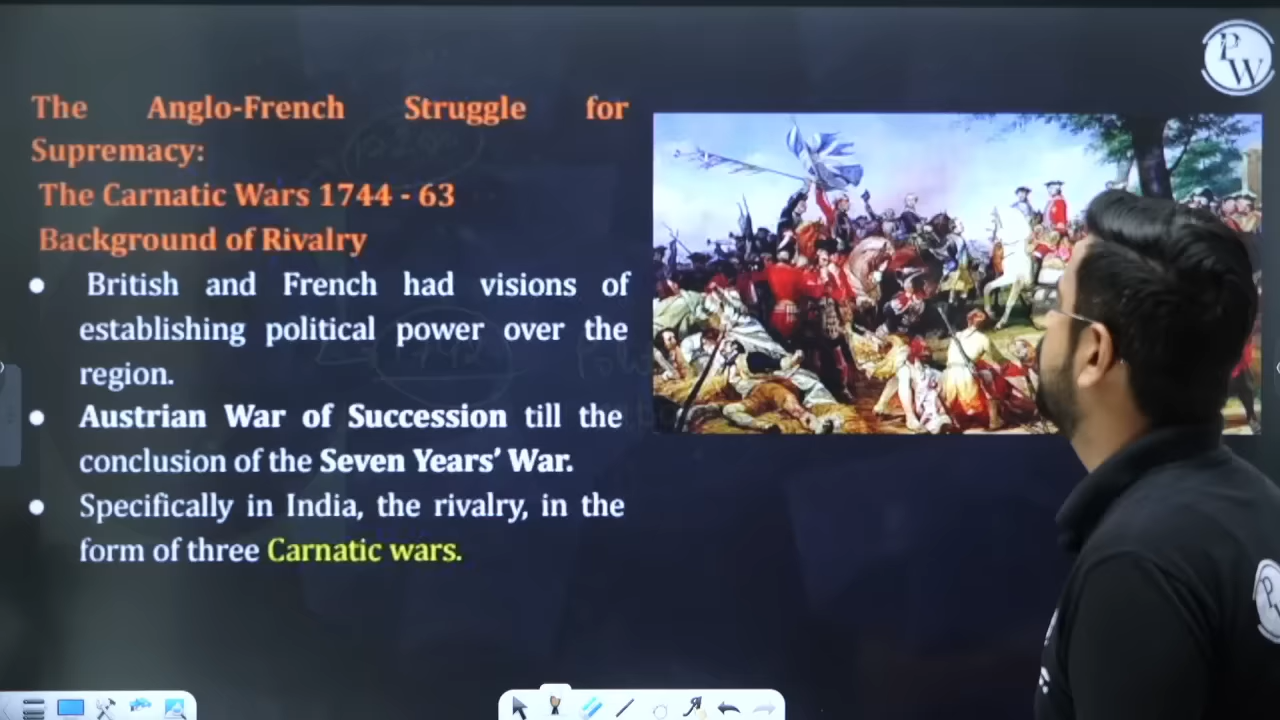 The Anglo-French Struggle for
Supremacy:
The Carnatic Wars 1744 - 63
Background of Rivalry
● British and French had visions of
establishing political power over the
region.
● Austrian War of Succession till the
conclusion of the Seven Years' War.
● Specifically in India, the rivalry, in the
form of three Carnatic wars.
PW